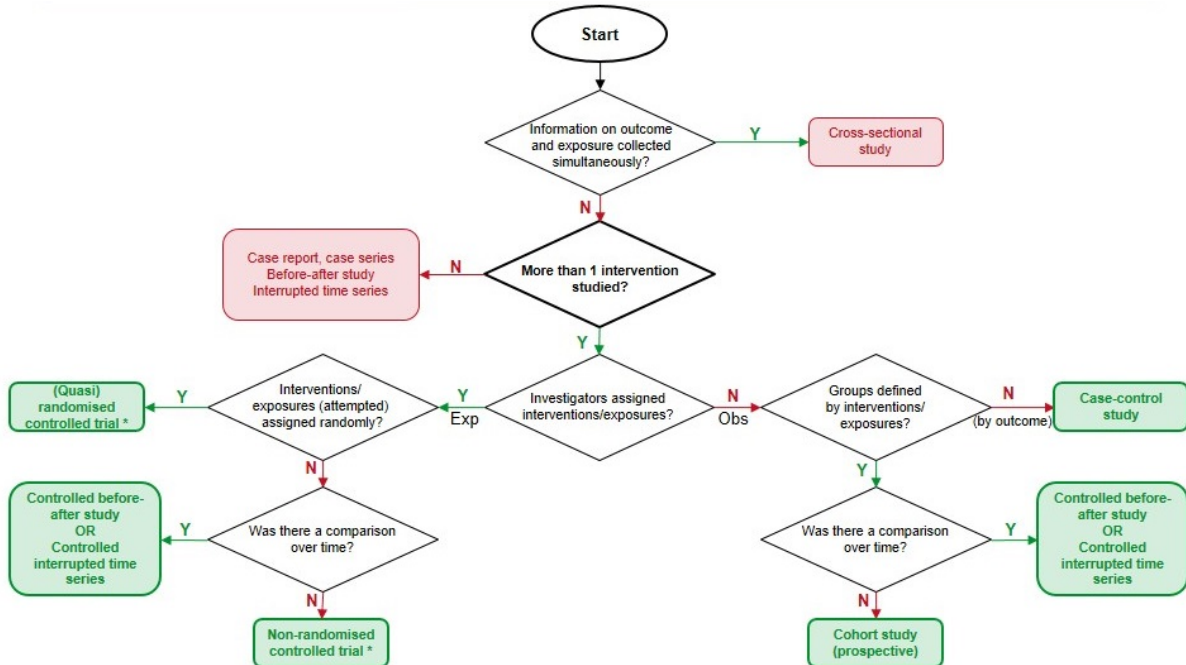 Start
Information on outcome
and exposure collected
simultaneously?
Y
Cross-sectional
study
N
Case report, case series
Before-after study
Interrupted time series
N
More than 1 intervention
studied?
Y
(Quasi)
randomised
controlled trial *
Y
Interventions/
exposures (attempted)
assigned randomly?
Y
Exp
Investigators assigned
interventions/exposures?
N
Obs
Groups defined
by interventions/
exposures?
N
(by outcome)
Case-control
study
N
Y
Controlled before-
after study
OR
Controlled
interrupted time
series
Y
Was there a comparison
over time?
Was there a comparison
over time?
Y
Controlled before-
after study
OR
Controlled
interrupted time
series
N
N
Non-randomised
controlled trial *
Cohort study
(prospective)